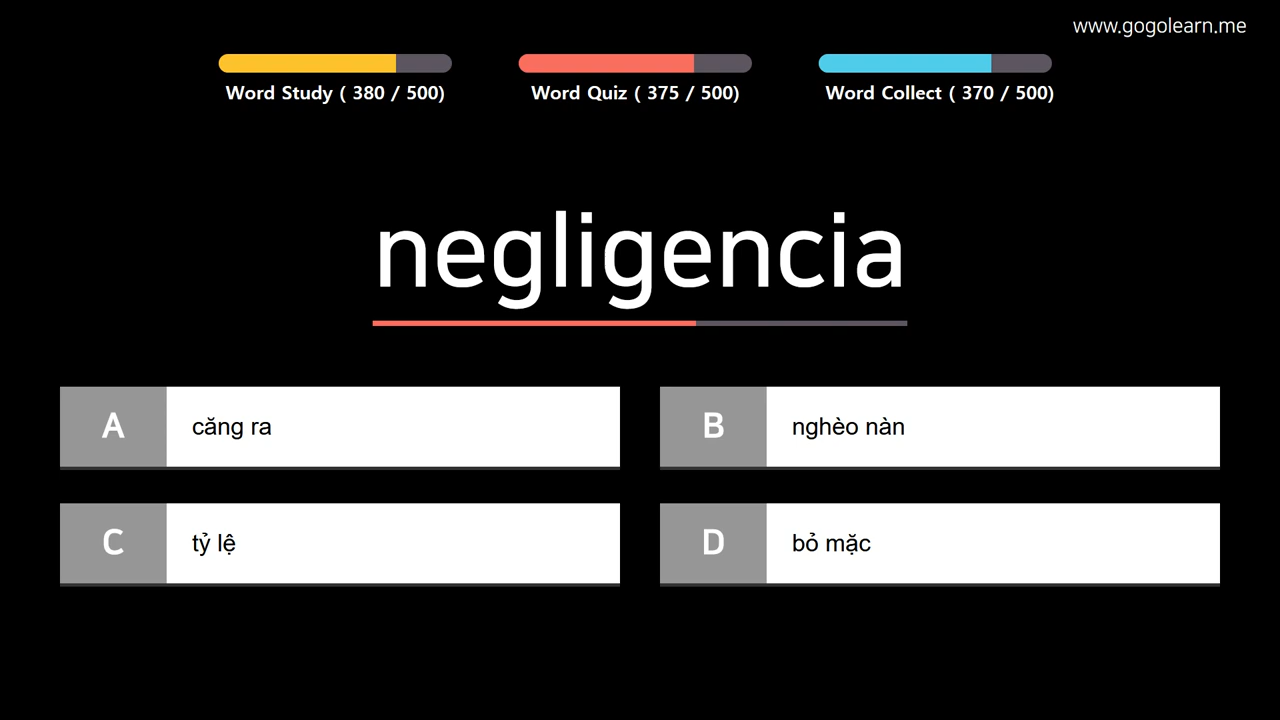 www.gogolearn.me
Word Study ( 380 / 500)
Word Quiz ( 375 / 500)
Word Collect ( 370 / 500)
negligencia
A căng ra
B nghèo nàn
C tỷ lệ
D bỏ mặc